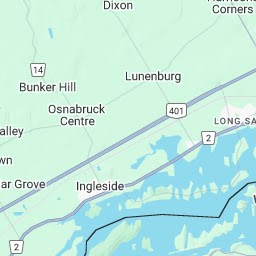 Dixon
Corners
14
Lunenburg
Bunker Hill
Osnabruck
Centre
401
LONG SA
2
alley
wn
ar Grove
Ingleside
2